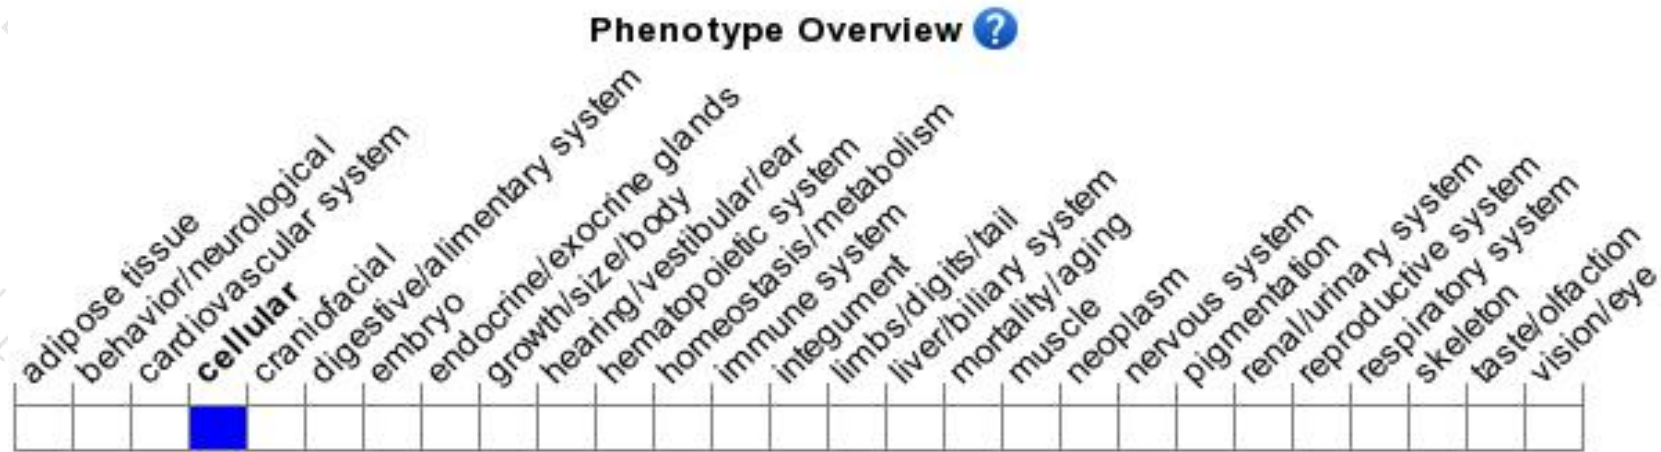 Phenotype Overview ?
adipose tissue
behavior/neurological
cardiovascular system
cellular
craniofacial
digestive/alimentary system
embryo
endocrine/exocrine glands
growth/size/body
hearing/vestibular/ear
hematopoietic system
homeostasis/metabolism
immune system
integument
limbs/digits/tail
liver/biliary system
mortality/aging
muscle
neoplasm
nervous system
pigmentation
renal/urinary system
reproductive system
respiratory system
skeleton
taste/olfaction
vision/eye